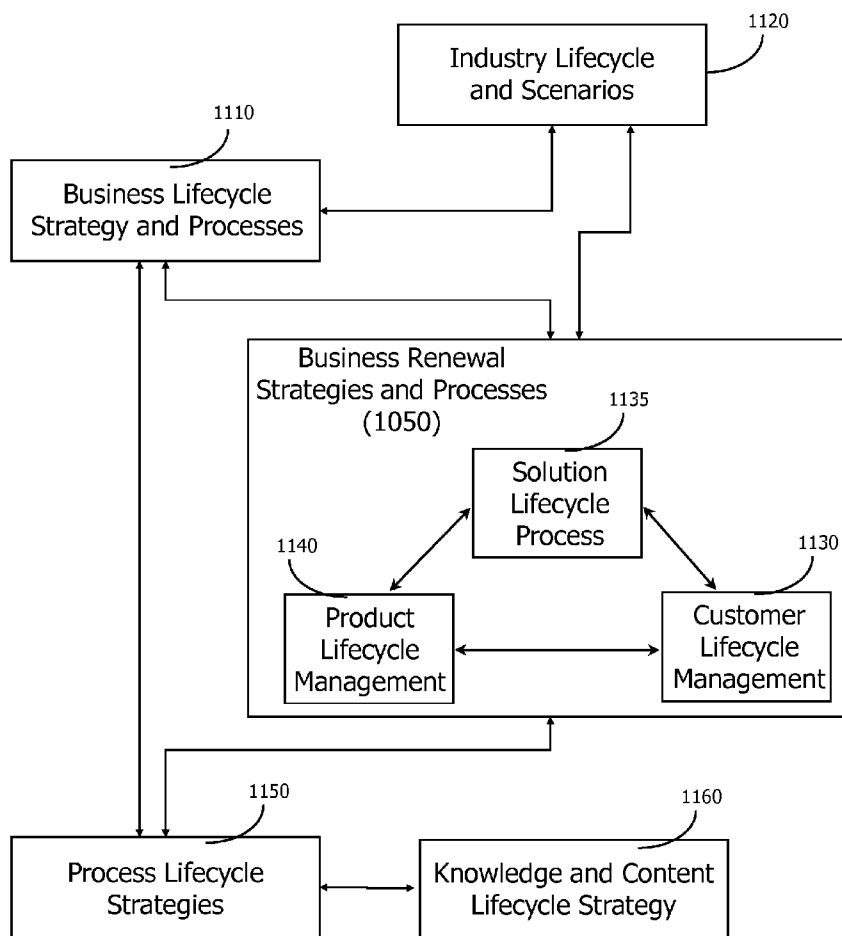 1120
Industry Lifecycle
and Scenarios
1110
Business Lifecycle
Strategy and Processes
Business Renewal
Strategies and Processes
(1050)
1135
Solution
Lifecycle
Process
1140
Product
Lifecycle
Management
1130
Customer
Lifecycle
Management
1150
Process Lifecycle
Strategies
1160
Knowledge and Content
Lifecycle Strategy